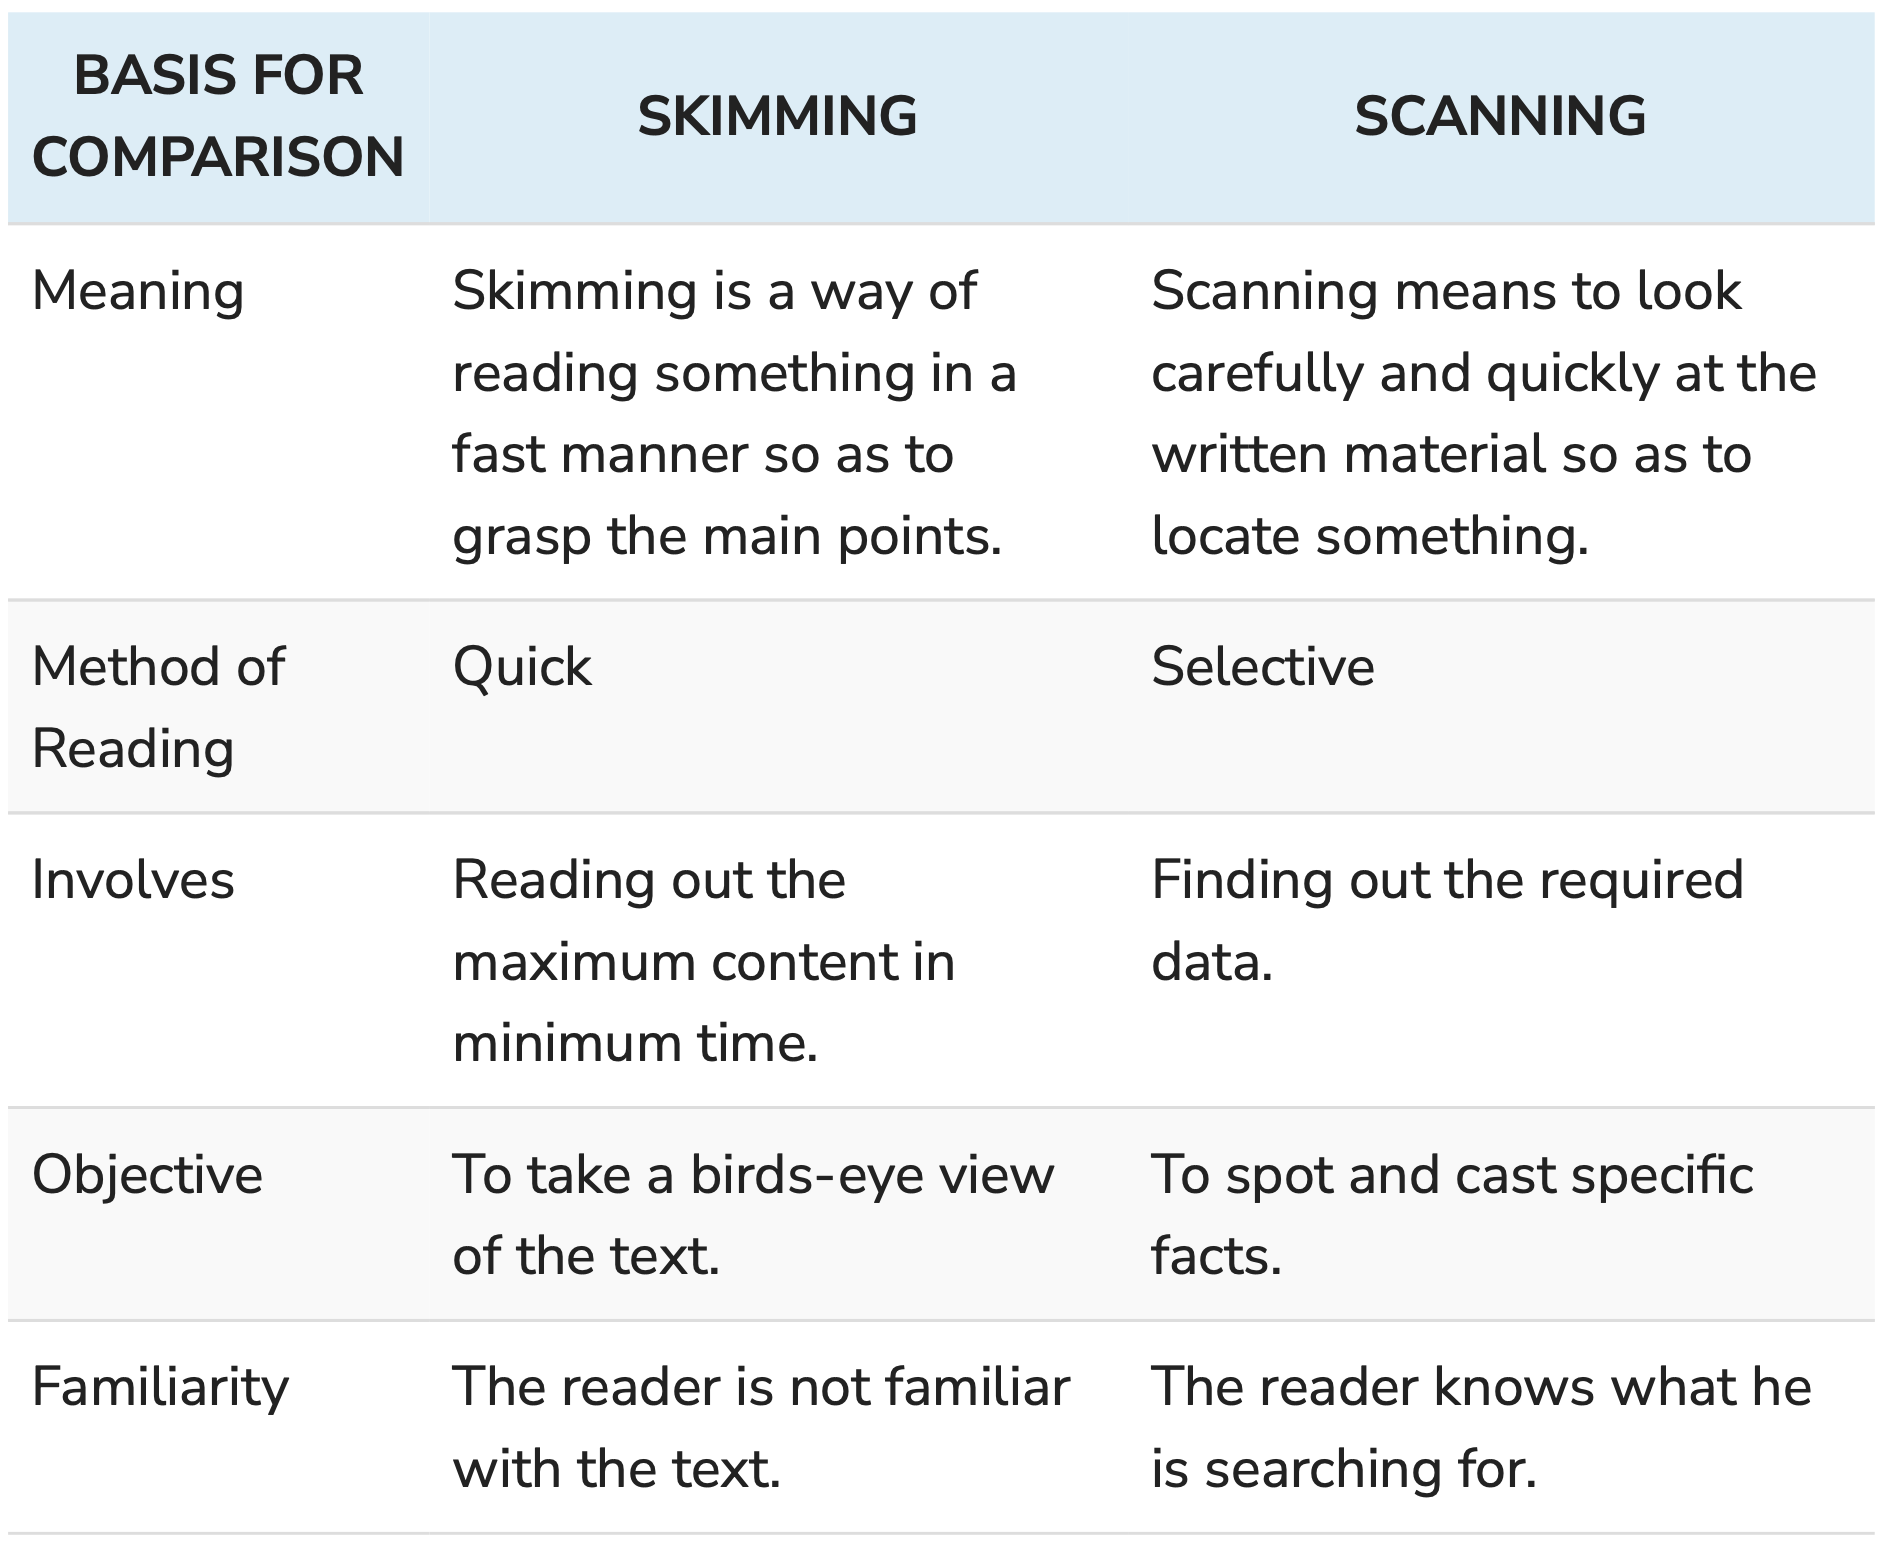 BASIS FOR
COMPARISON
SKIMMING
SCANNING
Meaning
Skimming is a way of
reading something in a
fast manner so as to
grasp the main points.
Scanning means to look
carefully and quickly at the
written material so as to
locate something.
Method of
Reading
Quick
Selective
Involves
Reading out the
maximum content in
minimum time.
Finding out the required
data.
Objective
To take a birds-eye view
of the text.
To spot and cast specific
facts.
Familiarity
The reader is not familiar
with the text.
The reader knows what he
is searching for.